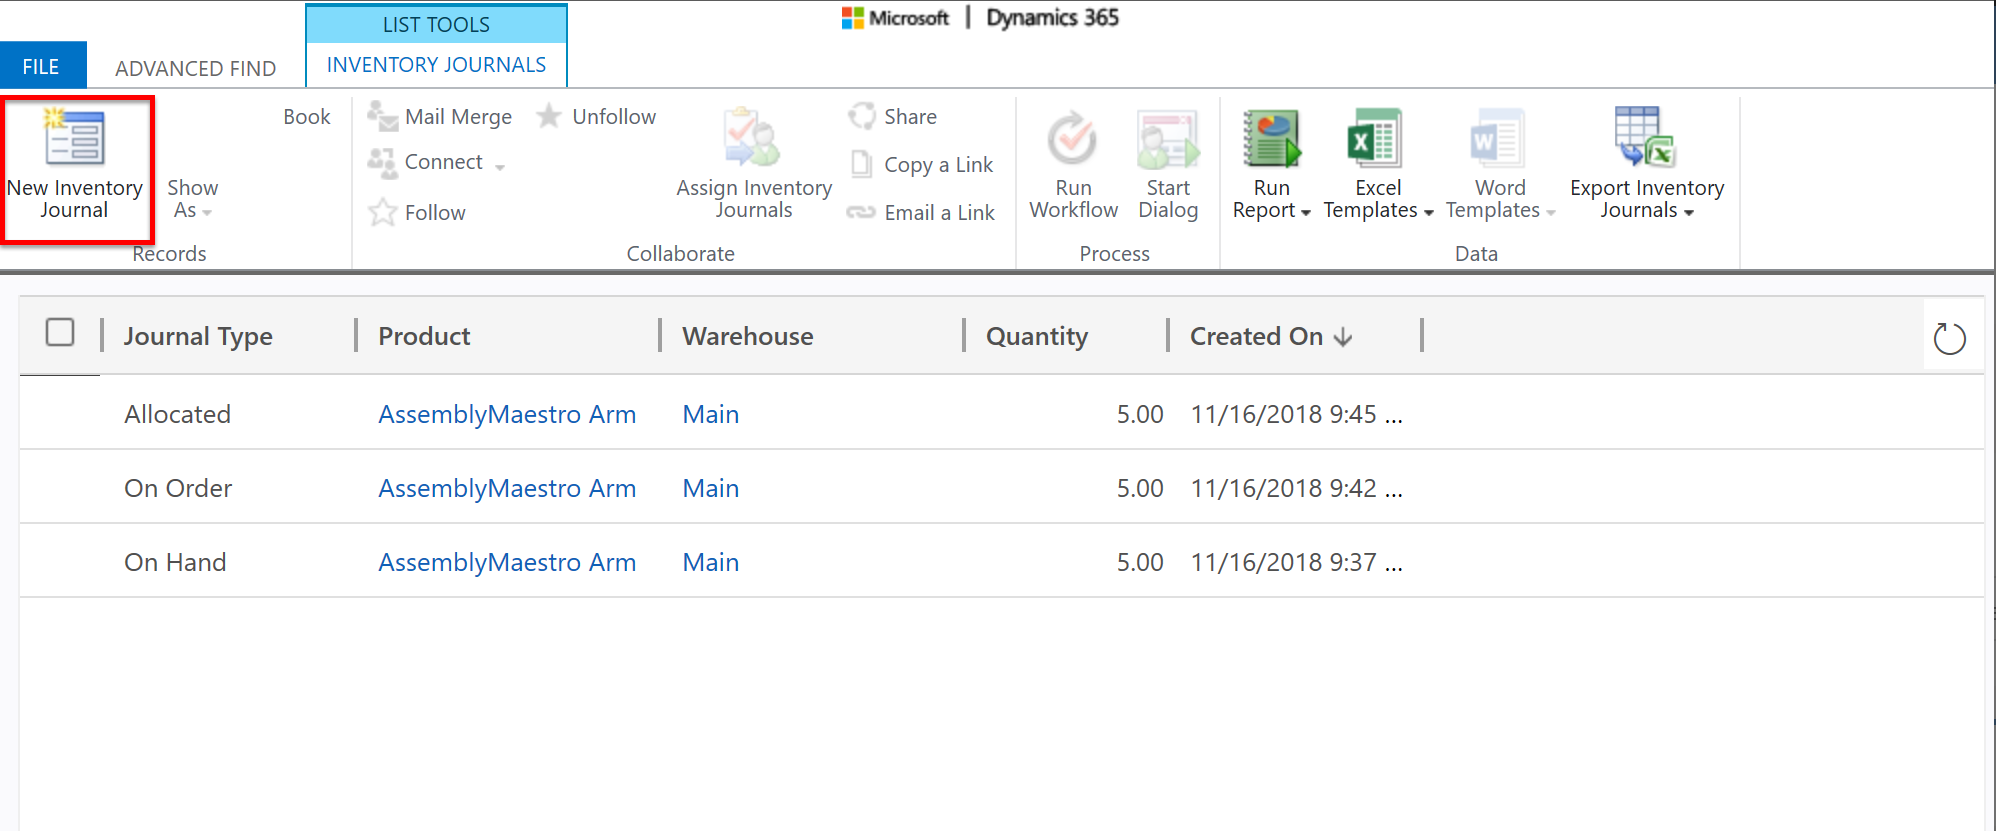 LIST TOOLS
Microsoft | Dynamics 365
FILE
ADVANCED FIND
INVENTORY JOURNALS
New Inventory
Journal
Show
As
Book
Records
Mail Merge
Unfollow
Connect
Follow
Assign Inventory
Journals
Share
Copy a Link
Email a Link
Collaborate
Run
Workflow
Start
Dialog
Process
Run
Report
Excel
Templates
Word
Templates
Export Inventory
Journals
Data
Journal Type Product Warehouse Quantity Created On
Allocated AssemblyMaestro Arm Main 5.00 11/16/2018 9:45 ...
On Order AssemblyMaestro Arm Main 5.00 11/16/2018 9:42 ...
On Hand AssemblyMaestro Arm Main 5.00 11/16/2018 9:37 ...